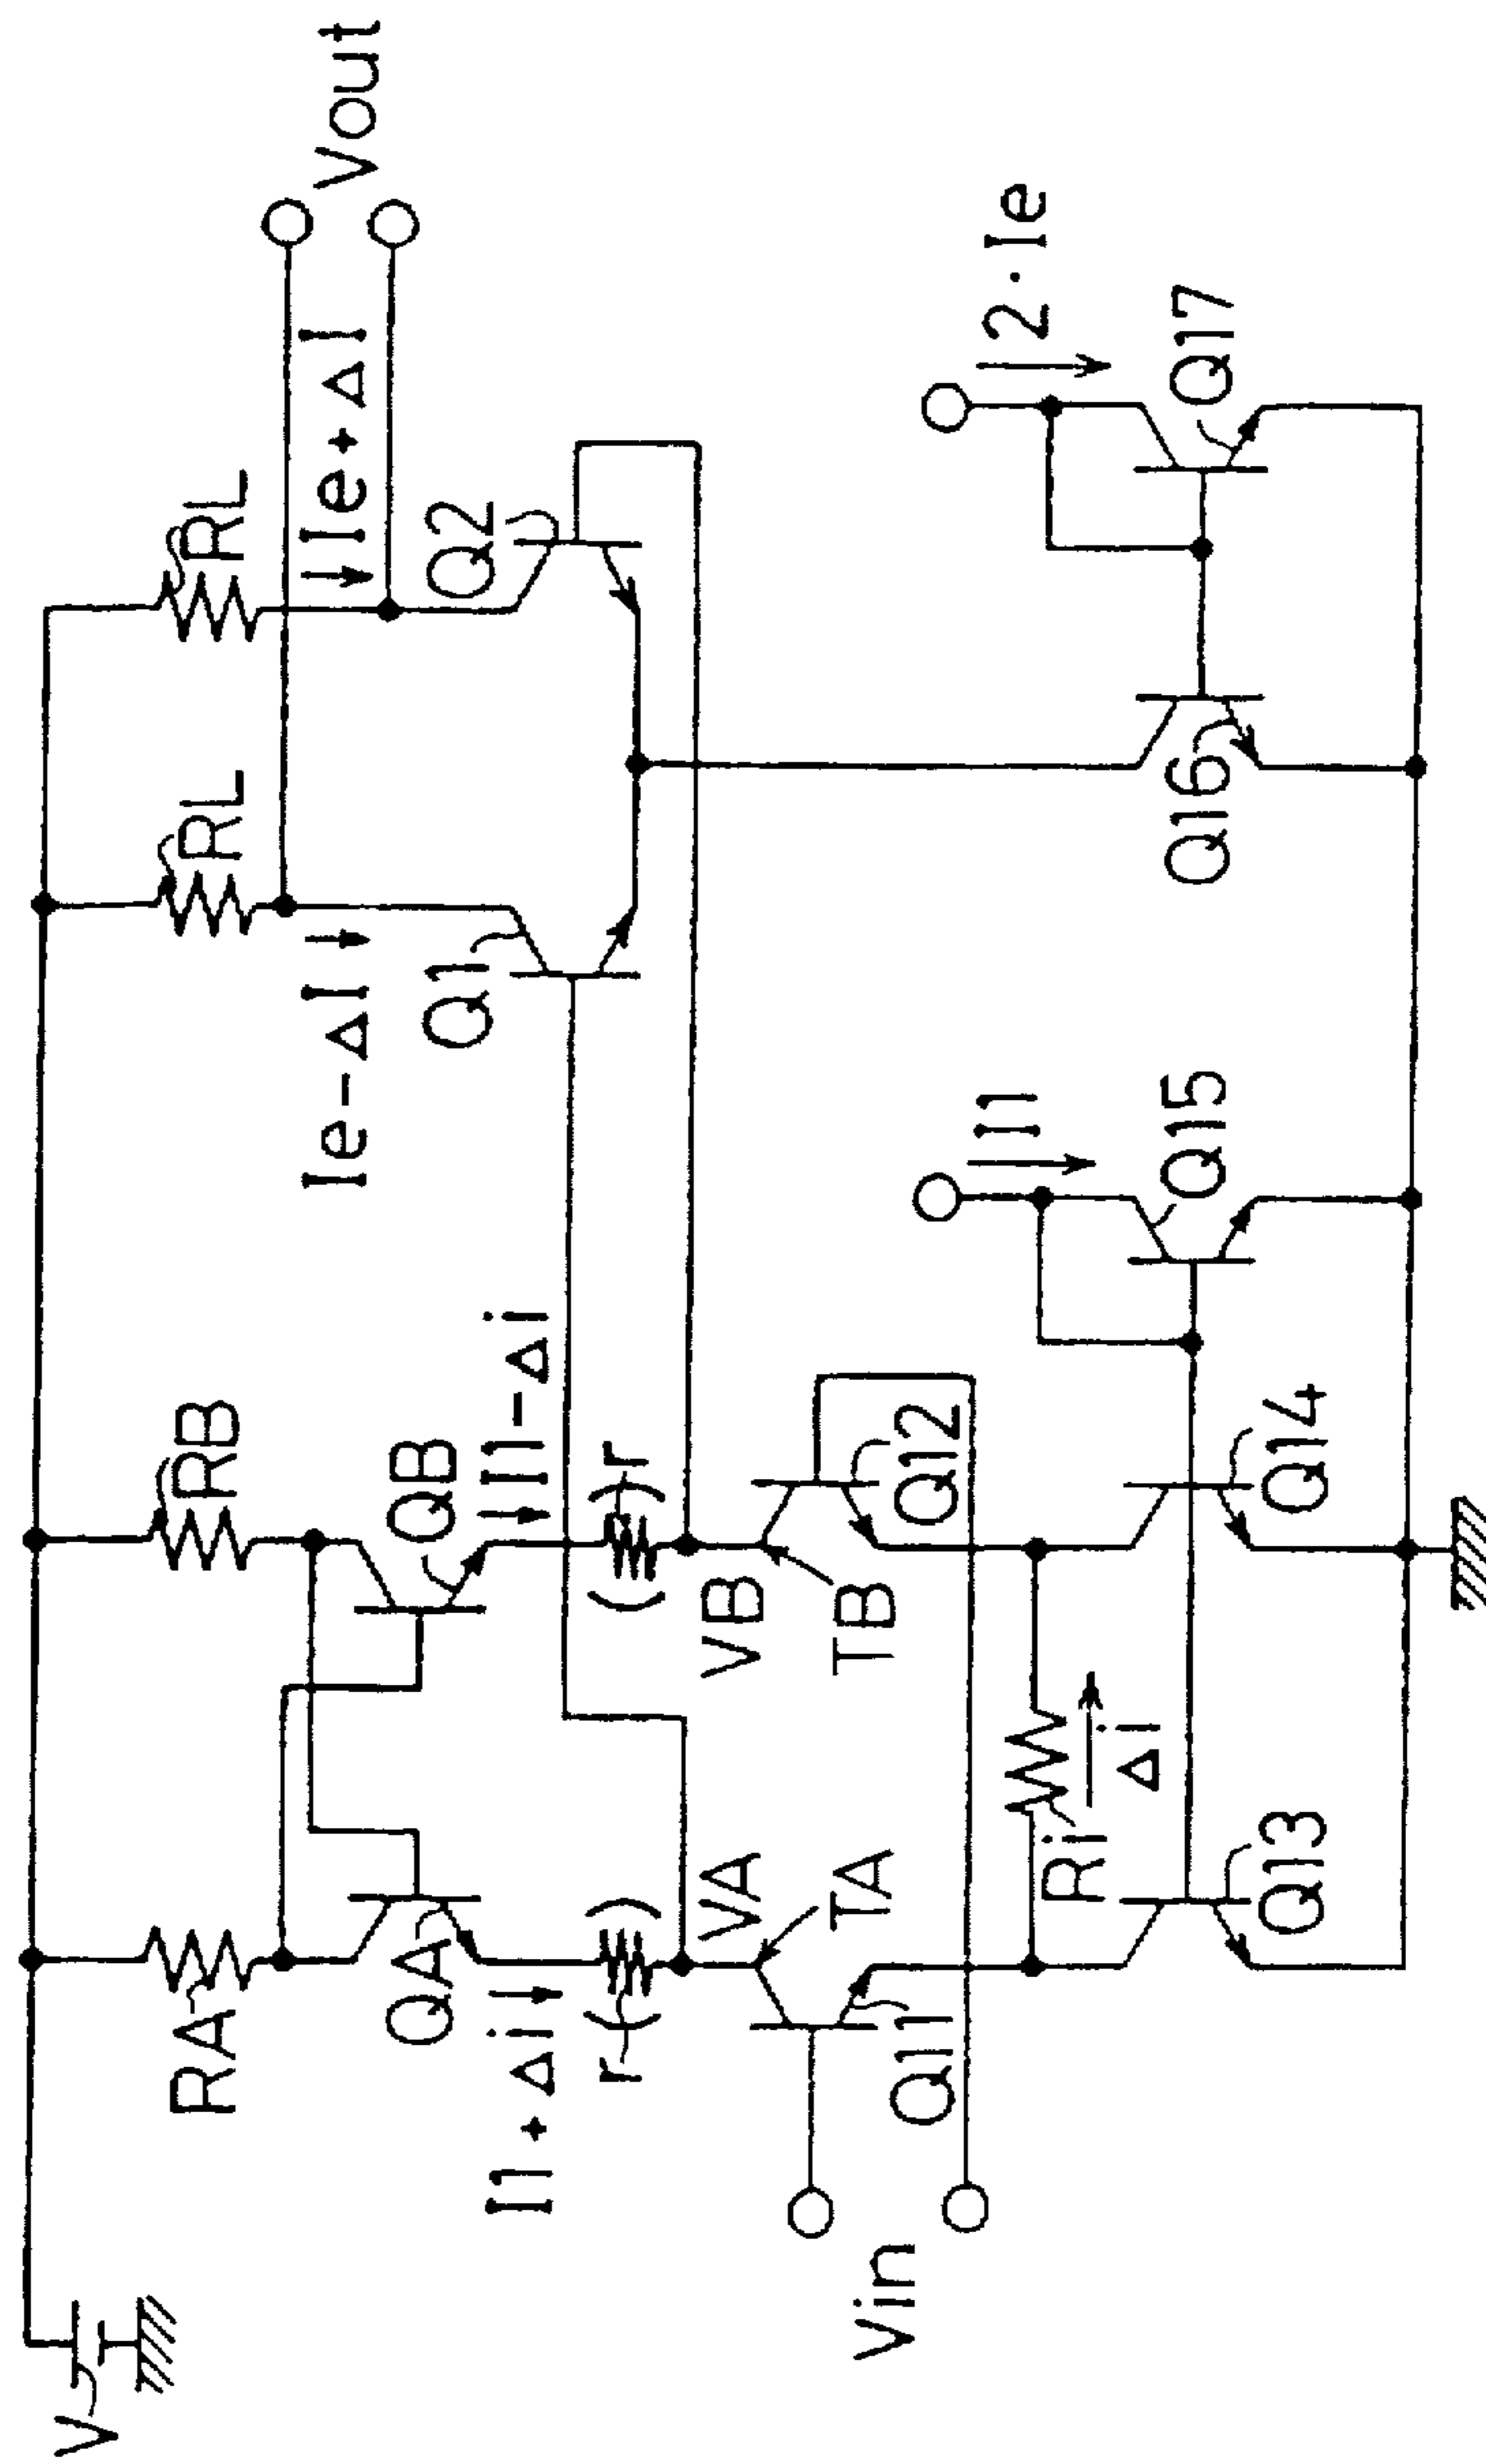 V
RA
RB
RL
RL
Vout
QA
QB
I1+Δi
I1-Δi
Ie-ΔI
Ie+ΔI
Q1
Q2
(r)
(r)
VA
VB
TA
TB
Vin
Q11
Q12
Ri
Δi
I1
2·Ie
Q13
Q14
Q15
Q16
Q17